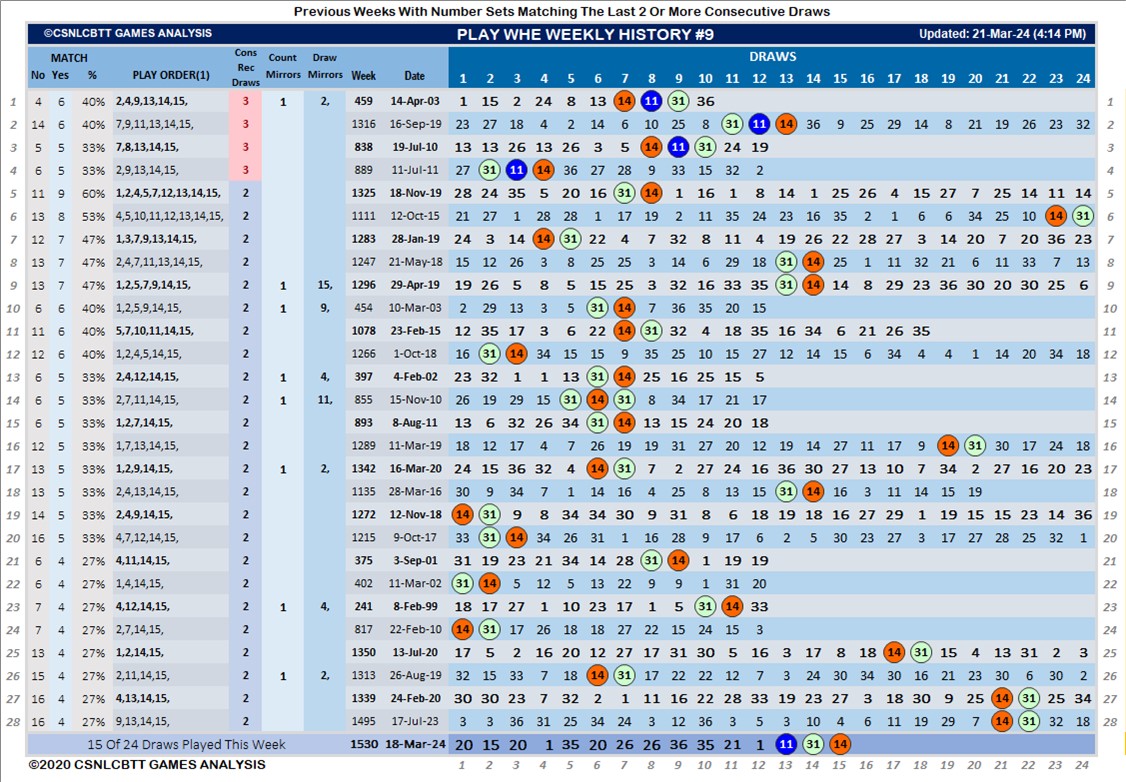 Previous Weeks With Number Sets Matching The Last 2 Or More Consecutive Draws
©CSNLCBTT GAMES ANALYSIS PLAY WHE WEEKLY HISTORY #9 Updated: 21-Mar-24 (4:14 PM)
MATCH Cons Rec Draws Count Mirrors Draw Mirrors DRAWS
No Yes % PLAY ORDER(1) Week Date 1 2 3 4 5 6 7 8 9 10 11 12 13 14 15 16 17 18 19 20 21 22 23 24
1 4 6 40% 2,4,9,13,14,15, 3 1 2, 459 14-Apr-03 1 15 2 24 8 13 14 11 31 36 1
2 14 6 40% 7,9,11,13,14,15, 3 1316 16-Sep-19 23 27 18 4 2 14 6 10 25 8 31 11 14 36 9 25 29 14 8 21 19 26 23 32 2
3 5 5 33% 7,8,13,14,15, 3 838 19-Jul-10 13 13 26 13 26 3 5 14 11 31 24 19 3
4 6 5 33% 2,9,13,14,15, 3 889 11-Jul-11 27 31 11 14 36 27 28 9 33 15 32 2 4
5 11 9 60% 1,2,4,5,7,12,13,14,15, 2 1325 18-Nov-19 28 24 35 5 20 16 31 14 1 16 1 8 14 1 25 26 4 15 27 7 25 14 11 14 5
6 13 8 53% 4,5,10,11,12,13,14,15, 2 1111 12-Oct-15 21 27 1 28 28 1 17 19 2 11 35 24 23 16 35 2 1 6 6 34 25 10 14 31 6
7 12 7 47% 1,3,7,9,13,14,15, 2 1283 28-Jan-19 24 3 14 14 31 22 4 7 32 8 11 4 19 26 22 28 27 3 14 20 7 20 36 23 7
8 13 7 47% 2,4,7,11,13,14,15, 2 1247 21-May-18 15 12 26 3 8 25 25 3 14 6 29 18 31 14 25 1 11 32 21 6 11 33 7 13 8
9 13 7 47% 1,2,5,7,9,14,15, 2 1 15, 1296 29-Apr-19 19 26 5 8 5 15 25 3 32 16 33 35 31 14 14 8 29 23 36 30 20 30 25 6 9
10 6 6 40% 1,2,5,9,14,15, 2 1 9, 454 10-Mar-03 2 29 13 3 5 31 14 7 36 35 20 15 10
11 11 6 40% 5,7,10,11,14,15, 2 1078 23-Feb-15 12 35 17 3 6 22 14 31 32 4 18 35 16 34 6 21 26 35 11
12 12 6 40% 1,2,4,5,14,15, 2 1266 1-Oct-18 16 31 14 34 15 15 9 35 25 10 15 27 12 14 15 6 34 4 4 1 14 20 34 18 12
13 6 5 33% 2,4,12,14,15, 2 1 4, 397 4-Feb-02 23 32 1 1 13 31 14 25 16 25 15 5 13
14 6 5 33% 2,7,11,14,15, 2 1 11, 855 15-Nov-10 26 19 29 15 31 14 31 8 34 17 21 17 14
15 6 5 33% 1,2,7,14,15, 2 893 8-Aug-11 13 6 32 26 34 31 14 13 15 24 20 18 15
16 12 5 33% 1,7,13,14,15, 2 1289 11-Mar-19 18 12 17 4 7 26 19 19 31 27 20 12 19 14 27 11 17 9 14 31 30 17 24 18 16
17 13 5 33% 1,2,9,14,15, 2 1 2, 1342 16-Mar-20 24 15 36 32 4 14 31 7 2 27 24 16 36 30 27 13 10 7 34 2 27 16 20 23 17
18 13 5 33% 2,4,13,14,15, 2 1135 28-Mar-16 30 9 34 7 1 14 16 4 25 8 13 15 31 14 16 3 11 14 15 19 18
19 14 5 33% 2,4,9,14,15, 2 1272 12-Nov-18 14 31 9 8 34 34 30 9 31 8 6 18 19 18 16 27 29 1 19 15 15 23 14 36 19
20 16 5 33% 4,7,12,14,15, 2 1215 9-Oct-17 33 31 14 34 26 31 1 16 28 9 17 6 2 5 30 23 27 3 17 27 28 25 32 1 20
21 6 4 27% 4,11,14,15, 2 375 3-Sep-01 31 19 23 21 34 14 28 31 14 1 19 19 21
22 6 4 27% 1,4,14,15, 2 402 11-Mar-02 31 14 5 12 5 13 22 9 9 1 31 20 22
23 7 4 27% 4,12,14,15, 2 1 4, 241 8-Feb-99 18 17 27 1 10 23 17 1 5 31 14 33 23
24 7 4 27% 2,7,14,15, 2 817 22-Feb-10 14 31 17 26 18 18 27 22 15 24 15 3 24
25 13 4 27% 1,2,14,15, 2 1350 13-Jul-20 17 5 2 16 20 12 27 17 31 30 5 16 3 17 8 18 14 31 15 4 13 31 2 3 25
26 15 4 27% 2,11,14,15, 2 1 2, 1313 26-Aug-19 32 15 33 7 18 14 31 17 22 22 12 7 3 24 30 34 30 16 21 23 30 6 30 2 26
27 16 4 27% 4,13,14,15, 2 1339 24-Feb-20 30 30 23 7 32 2 1 11 16 22 28 33 19 23 27 3 18 30 9 25 14 31 25 34 27
28 16 4 27% 9,13,14,15, 2 1495 17-Jul-23 3 3 36 31 25 34 24 3 12 36 3 5 3 10 4 6 11 19 29 7 14 31 32 18 28
15 Of 24 Draws Played This Week 1530 18-Mar-24 20 15 20 1 35 20 26 26 36 35 21 1 11 31 14
©2020 CSNLCBTT GAMES ANALYSIS 1 2 3 4 5 6 7 8 9 10 11 12 13 14 15 16 17 18 19 20 21 22 23 24